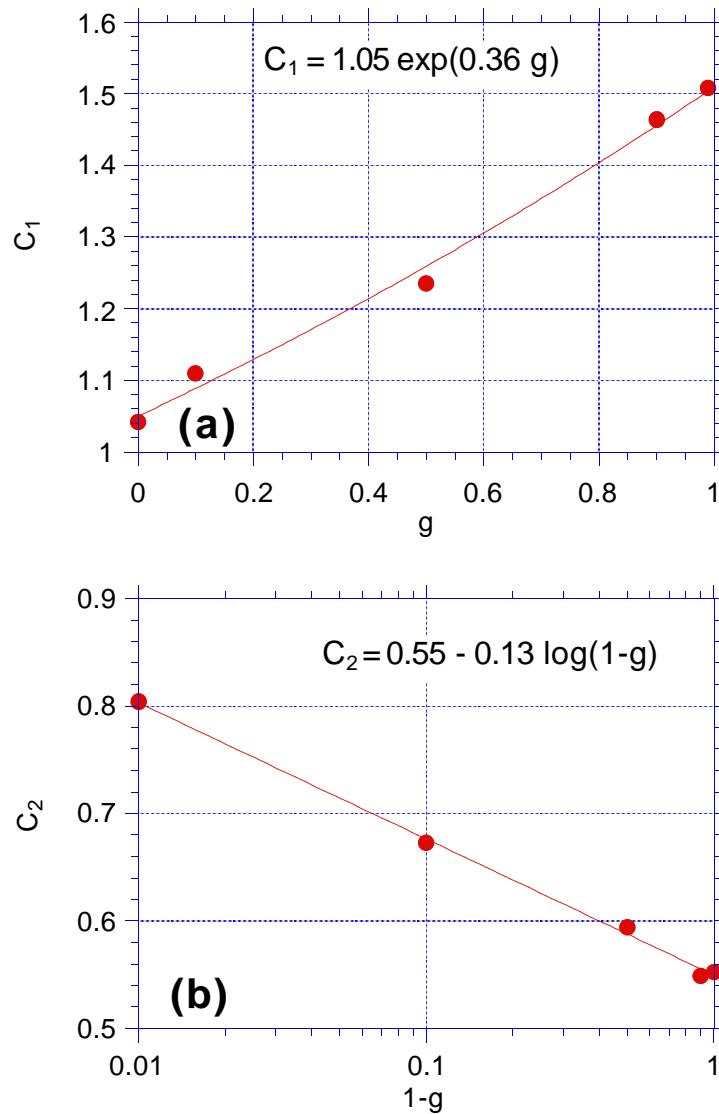 1.6
C₁ = 1.05 exp(0.36 g)
1.5
1.4
1.3
C₁
1.2
1.1
(a)
1
0 0.2 0.4 0.6 0.8 1
g
0.9
C₂ = 0.55 - 0.13 log(1-g)
0.8
0.7
C₂
0.6
(b)
0.5
0.01 0.1 1
1-g